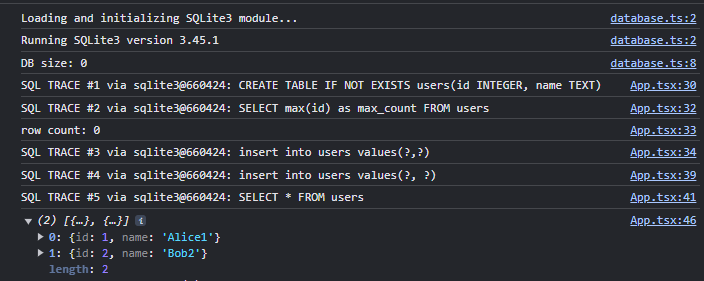 Loading and initializing SQLite3 module... database.ts:2
Running SQLite3 version 3.45.1 database.ts:2
DB size: 0 database.ts:8
SQL TRACE #1 via sqlite3@660424: CREATE TABLE IF NOT EXISTS users(id INTEGER, name TEXT) App.tsx:30
SQL TRACE #2 via sqlite3@660424: SELECT max(id) as max_count FROM users App.tsx:32
row count: 0 App.tsx:33
SQL TRACE #3 via sqlite3@660424: insert into users values(?,?) App.tsx:34
SQL TRACE #4 via sqlite3@660424: insert into users values(?, ?) App.tsx:39
SQL TRACE #5 via sqlite3@660424: SELECT * FROM users App.tsx:41
▼ (2) [{…}, {…}] i App.tsx:46
▶ 0: {id: 1, name: 'Alice1'}
▶ 1: {id: 2, name: 'Bob2'}
length: 2